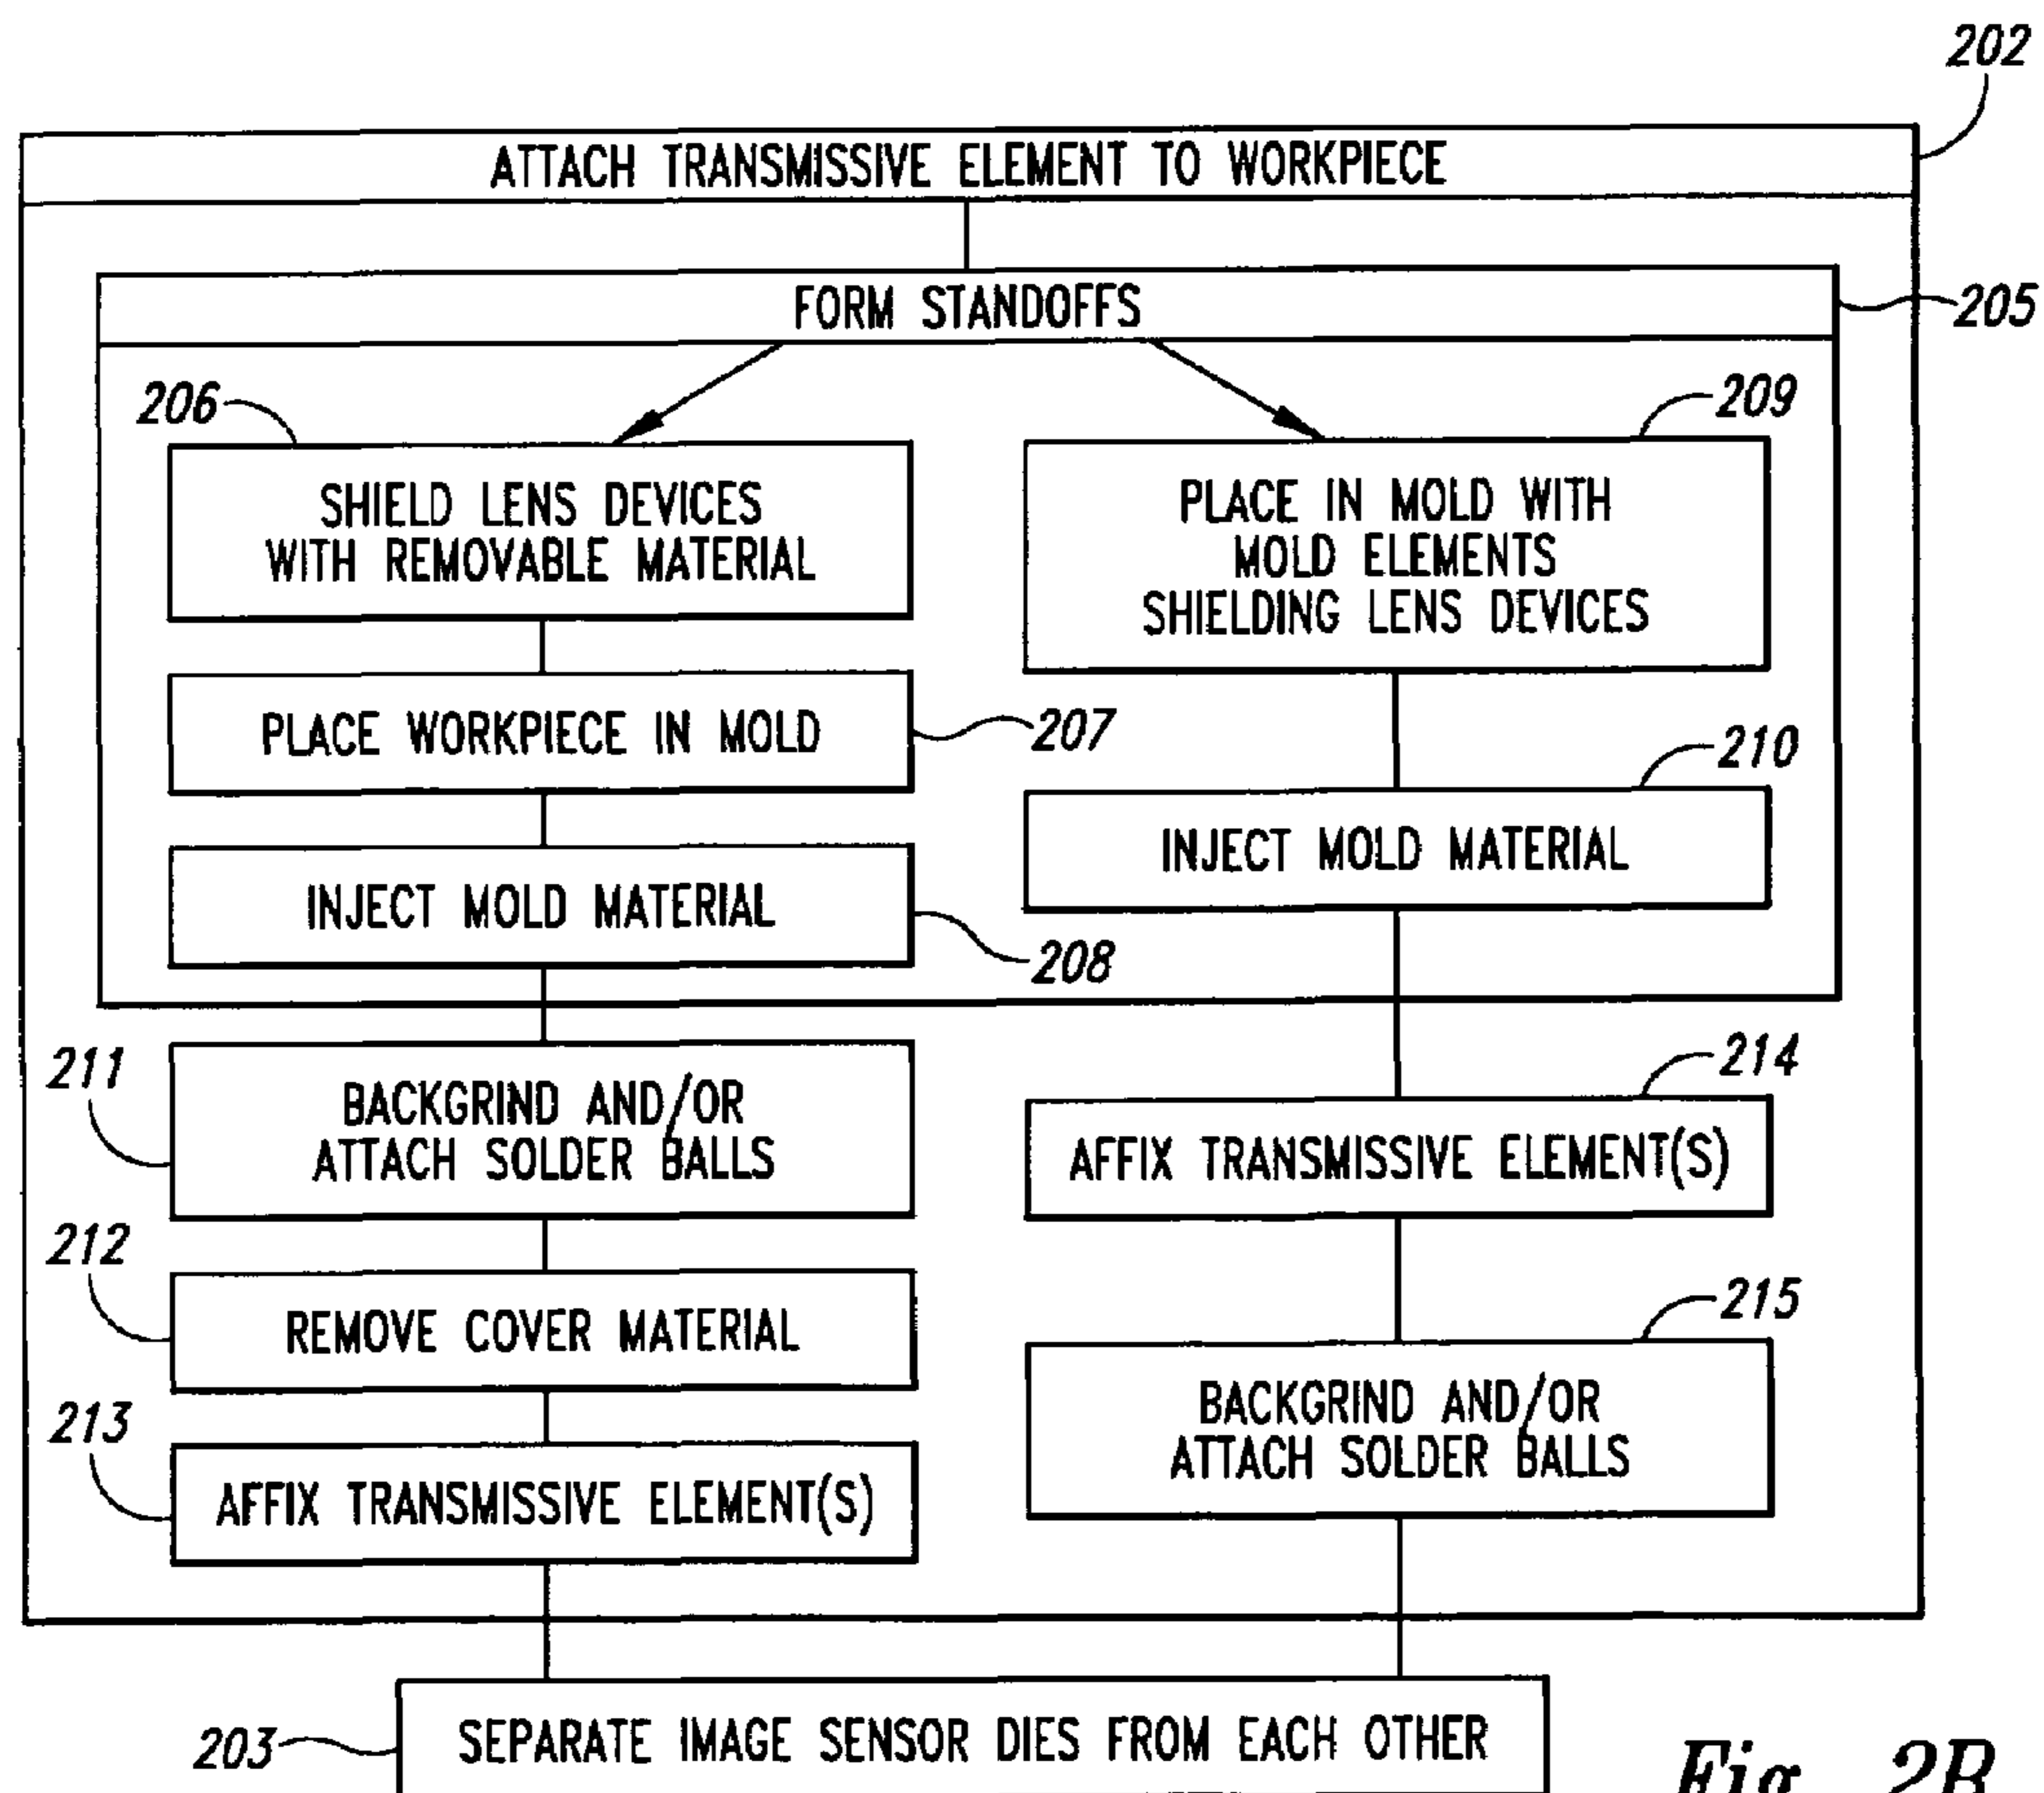 202
ATTACH TRANSMISSIVE ELEMENT TO WORKPIECE
FORM STANDOFFS
205
206
SHIELD LENS DEVICES
WITH REMOVABLE MATERIAL
209
PLACE IN MOLD WITH
MOLD ELEMENTS
SHIELDING LENS DEVICES
PLACE WORKPIECE IN MOLD
207
210
INJECT MOLD MATERIAL
INJECT MOLD MATERIAL
208
211
BACKGRIND AND/OR
ATTACH SOLDER BALLS
214
AFFIX TRANSMISSIVE ELEMENT(S)
212
REMOVE COVER MATERIAL
215
BACKGRIND AND/OR
ATTACH SOLDER BALLS
213
AFFIX TRANSMISSIVE ELEMENT(S)
203
SEPARATE IMAGE SENSOR DIES FROM EACH OTHER
Fig. 2B